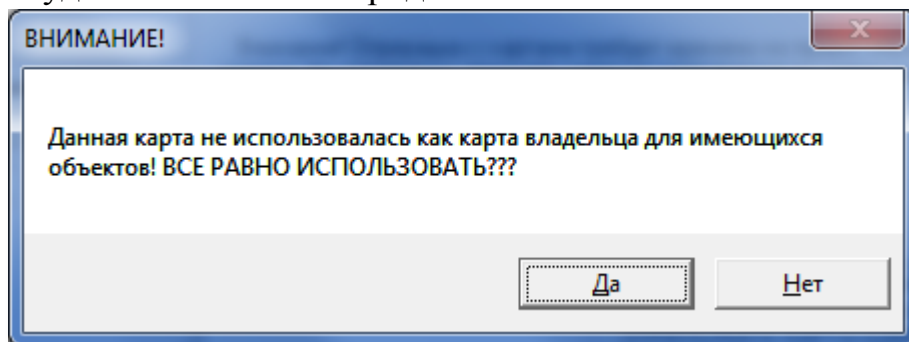 ВНИМАНИЕ!
Данная карта не использовалась как карта владельца для имеющихся
объектов! ВСЕ РАВНО ИСПОЛЬЗОВАТЬ???
Да
Нет